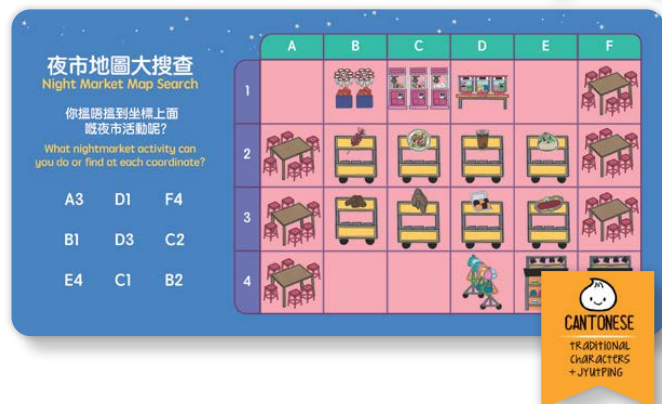 夜市地圖大搜查
Night Market Map Search
你搵唔搵到坐標上面
嘅夜市活動呢?
What nightmarket activity can
you do or find at each coordinate?
A3 D1 F4
B1 D3 C2
E4 C1 B2
A B C D E F
1
2
3
4
CANTONESE
TRADITIONAL
CHARACTERS
+ JYUTPING